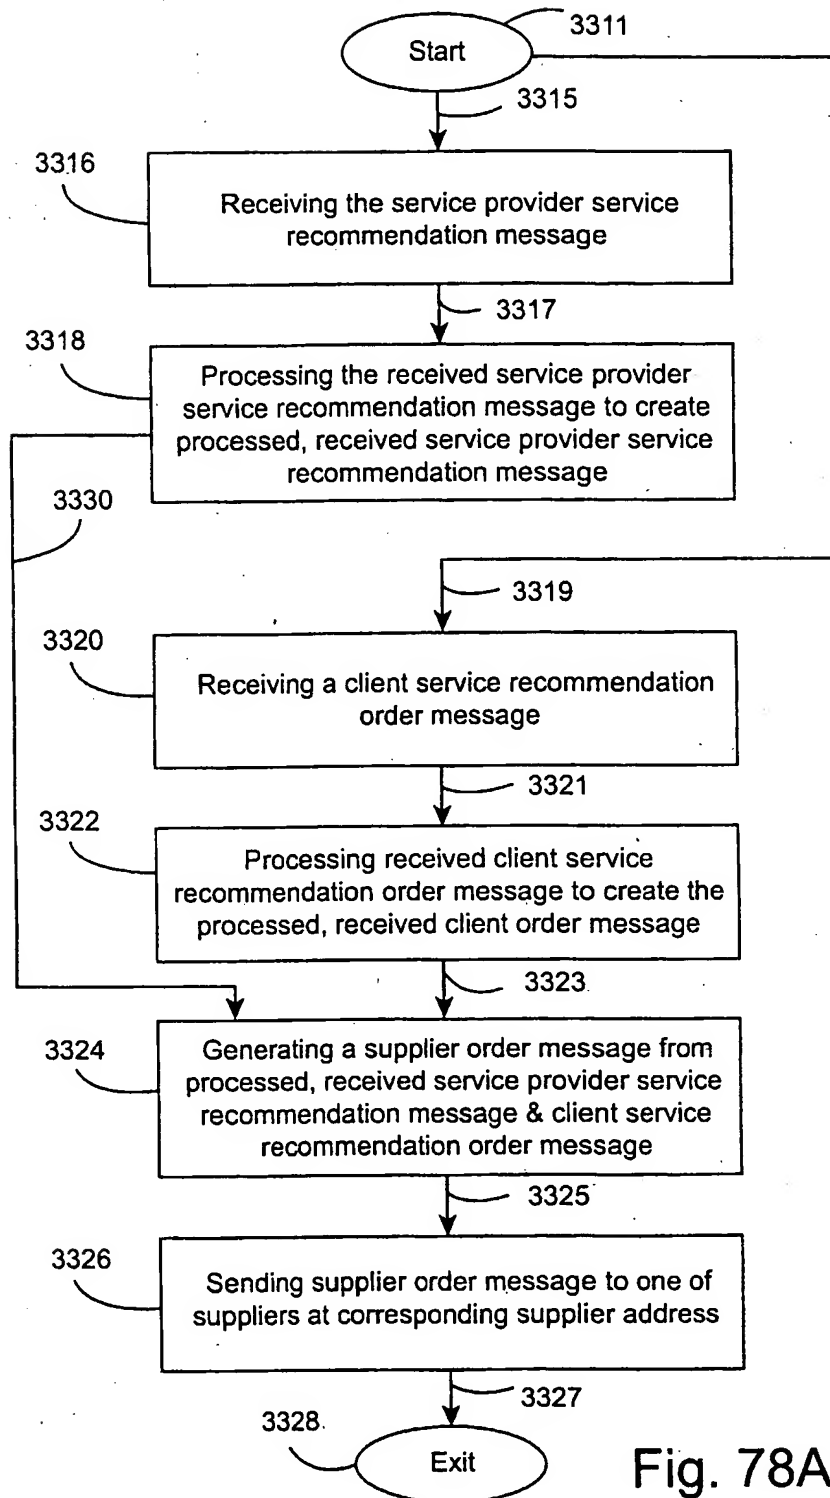 3311
Start
3315
3316
Receiving the service provider service
recommendation message
3317
3318
Processing the received service provider
service recommendation message to create
processed, received service provider service
recommendation message
3330
3319
3320
Receiving a client service recommendation
order message
3321
3322
Processing received client service
recommendation order message to create the
processed, received client order message
3323
3324
Generating a supplier order message from
processed, received service provider service
recommendation message & client service
recommendation order message
3325
3326
Sending supplier order message to one of
suppliers at corresponding supplier address
3327
3328
Exit
Fig. 78A